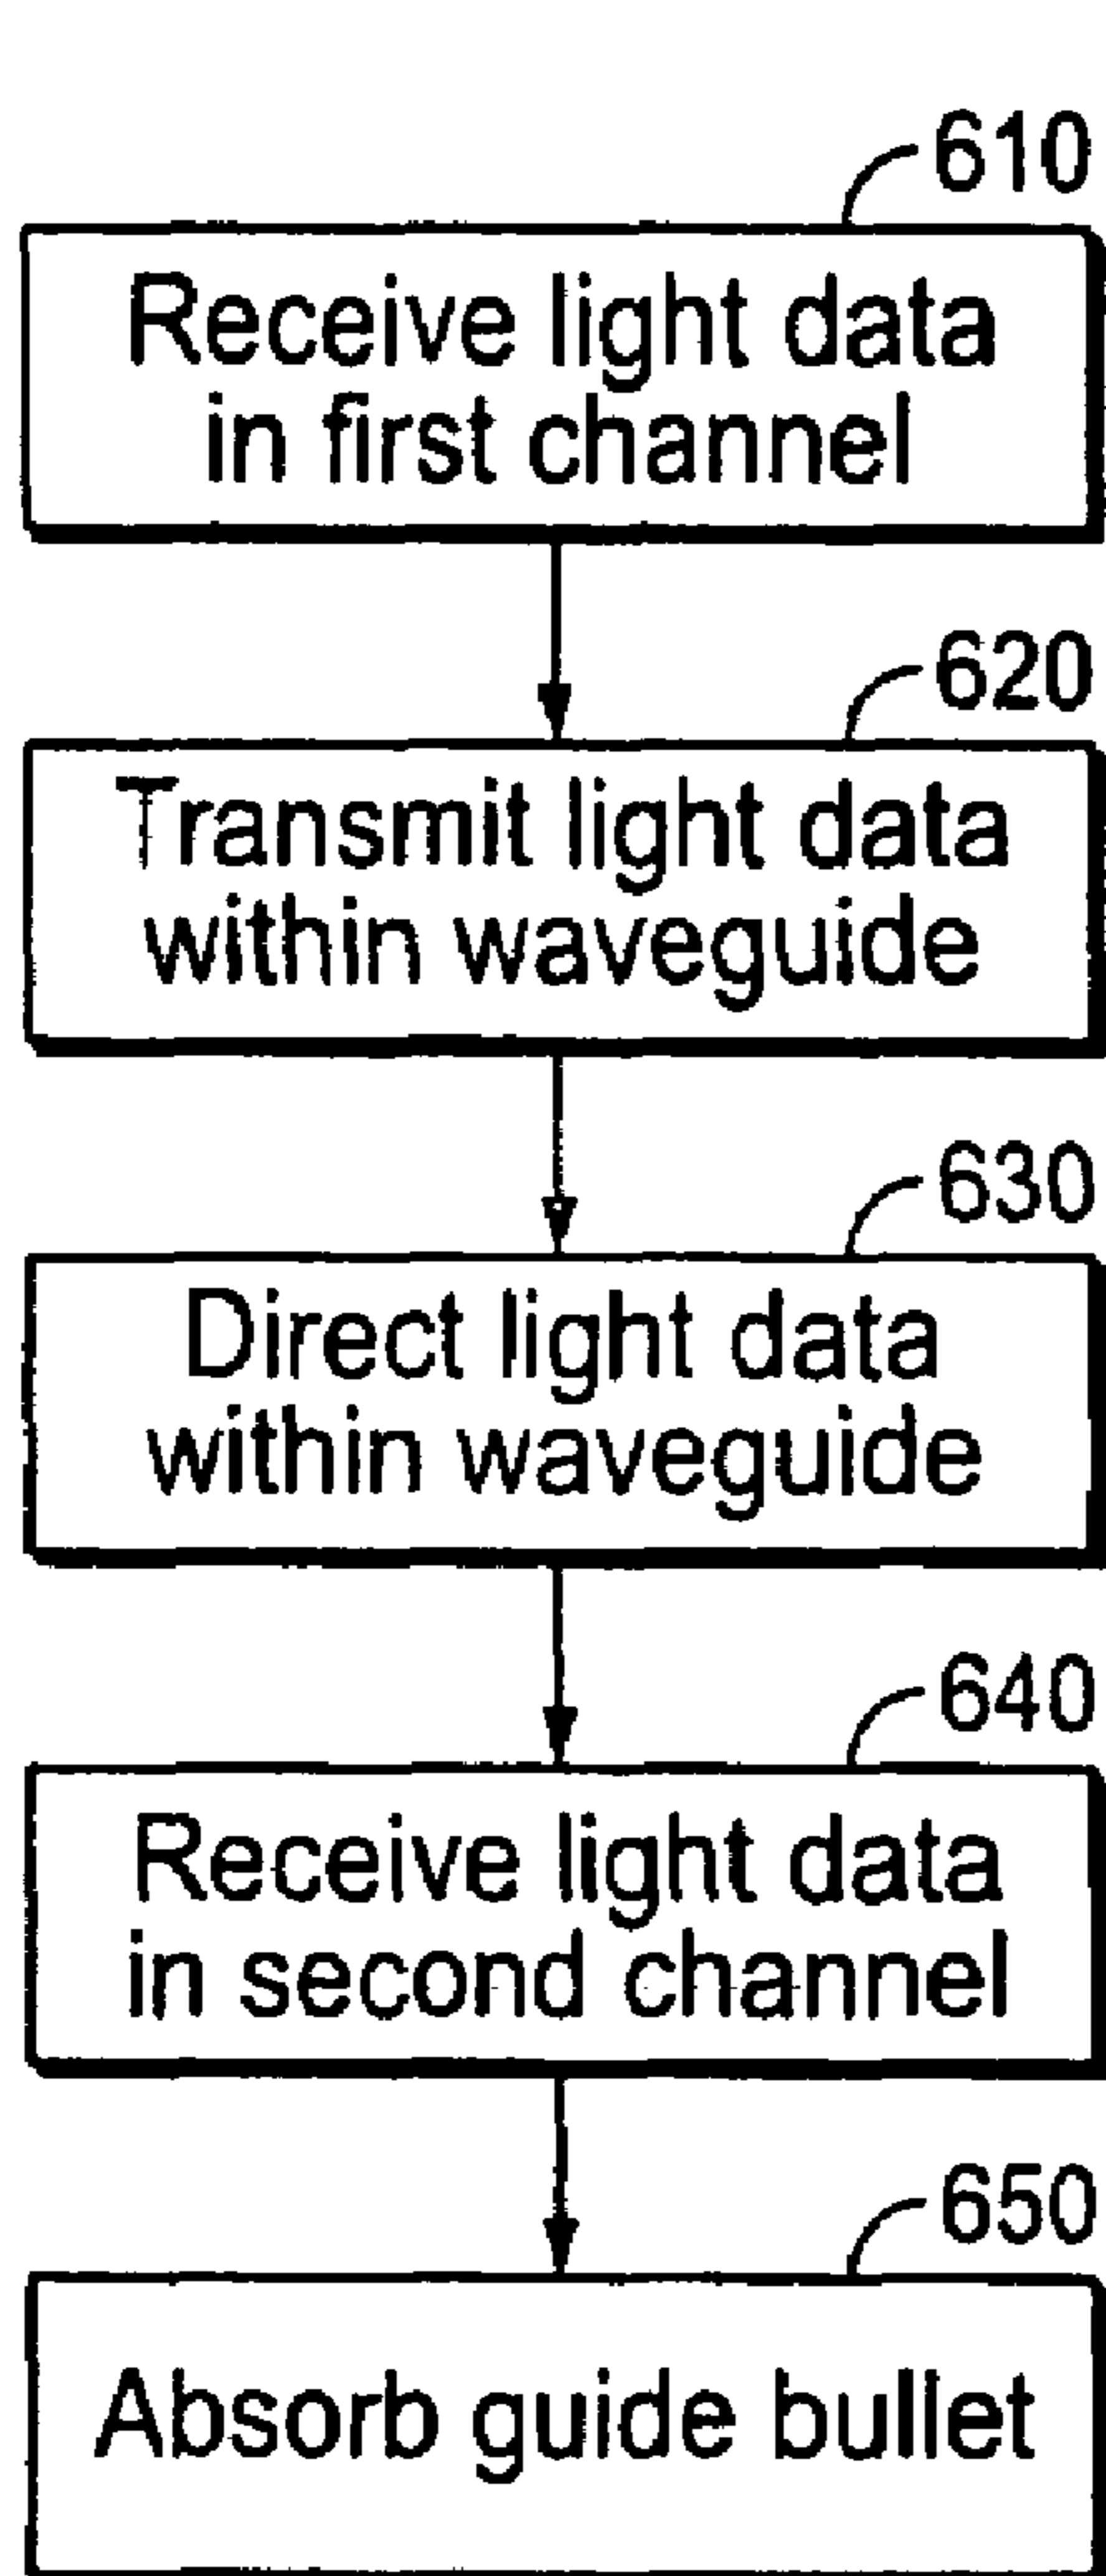 610
Receive light data
in first channel
620
Transmit light data
within waveguide
630
Direct light data
within waveguide
640
Receive light data
in second channel
650
Absorb guide bullet